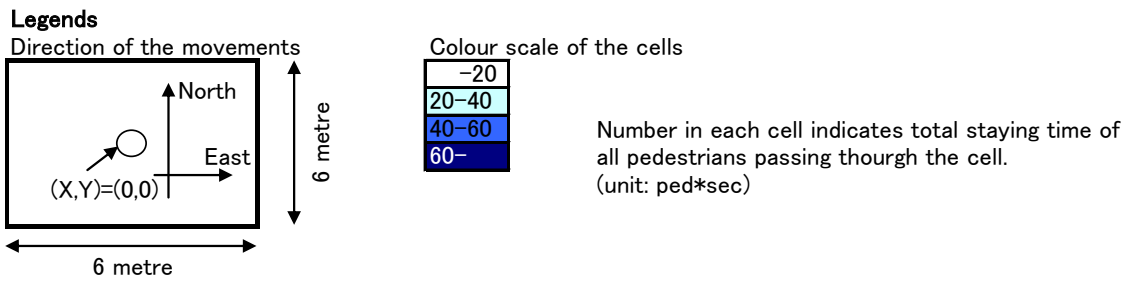 Legends
Direction of the movements
North
East
(X,Y)=(0,0)
6 metre
6 metre
Colour scale of the cells
-20
20-40
40-60
60-
Number in each cell indicates total staying time of
all pedestrians passing thourgh the cell.
(unit: ped*sec)